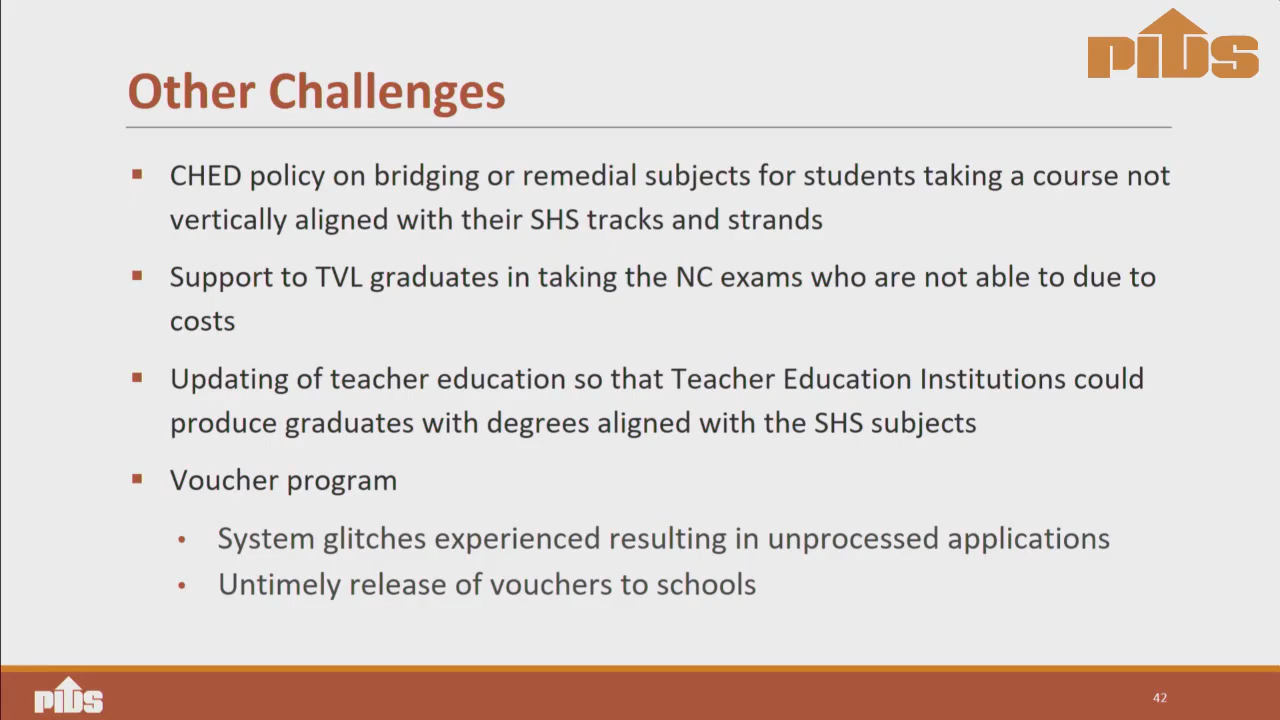 PIDS
Other Challenges
CHED policy on bridging or remedial subjects for students taking a course not
vertically aligned with their SHS tracks and strands
Support to TVL graduates in taking the NC exams who are not able to due to
costs
Updating of teacher education so that Teacher Education Institutions could
produce graduates with degrees aligned with the SHS subjects
Voucher program
System glitches experienced resulting in unprocessed applications
Untimely release of vouchers to schools
PIDS
42